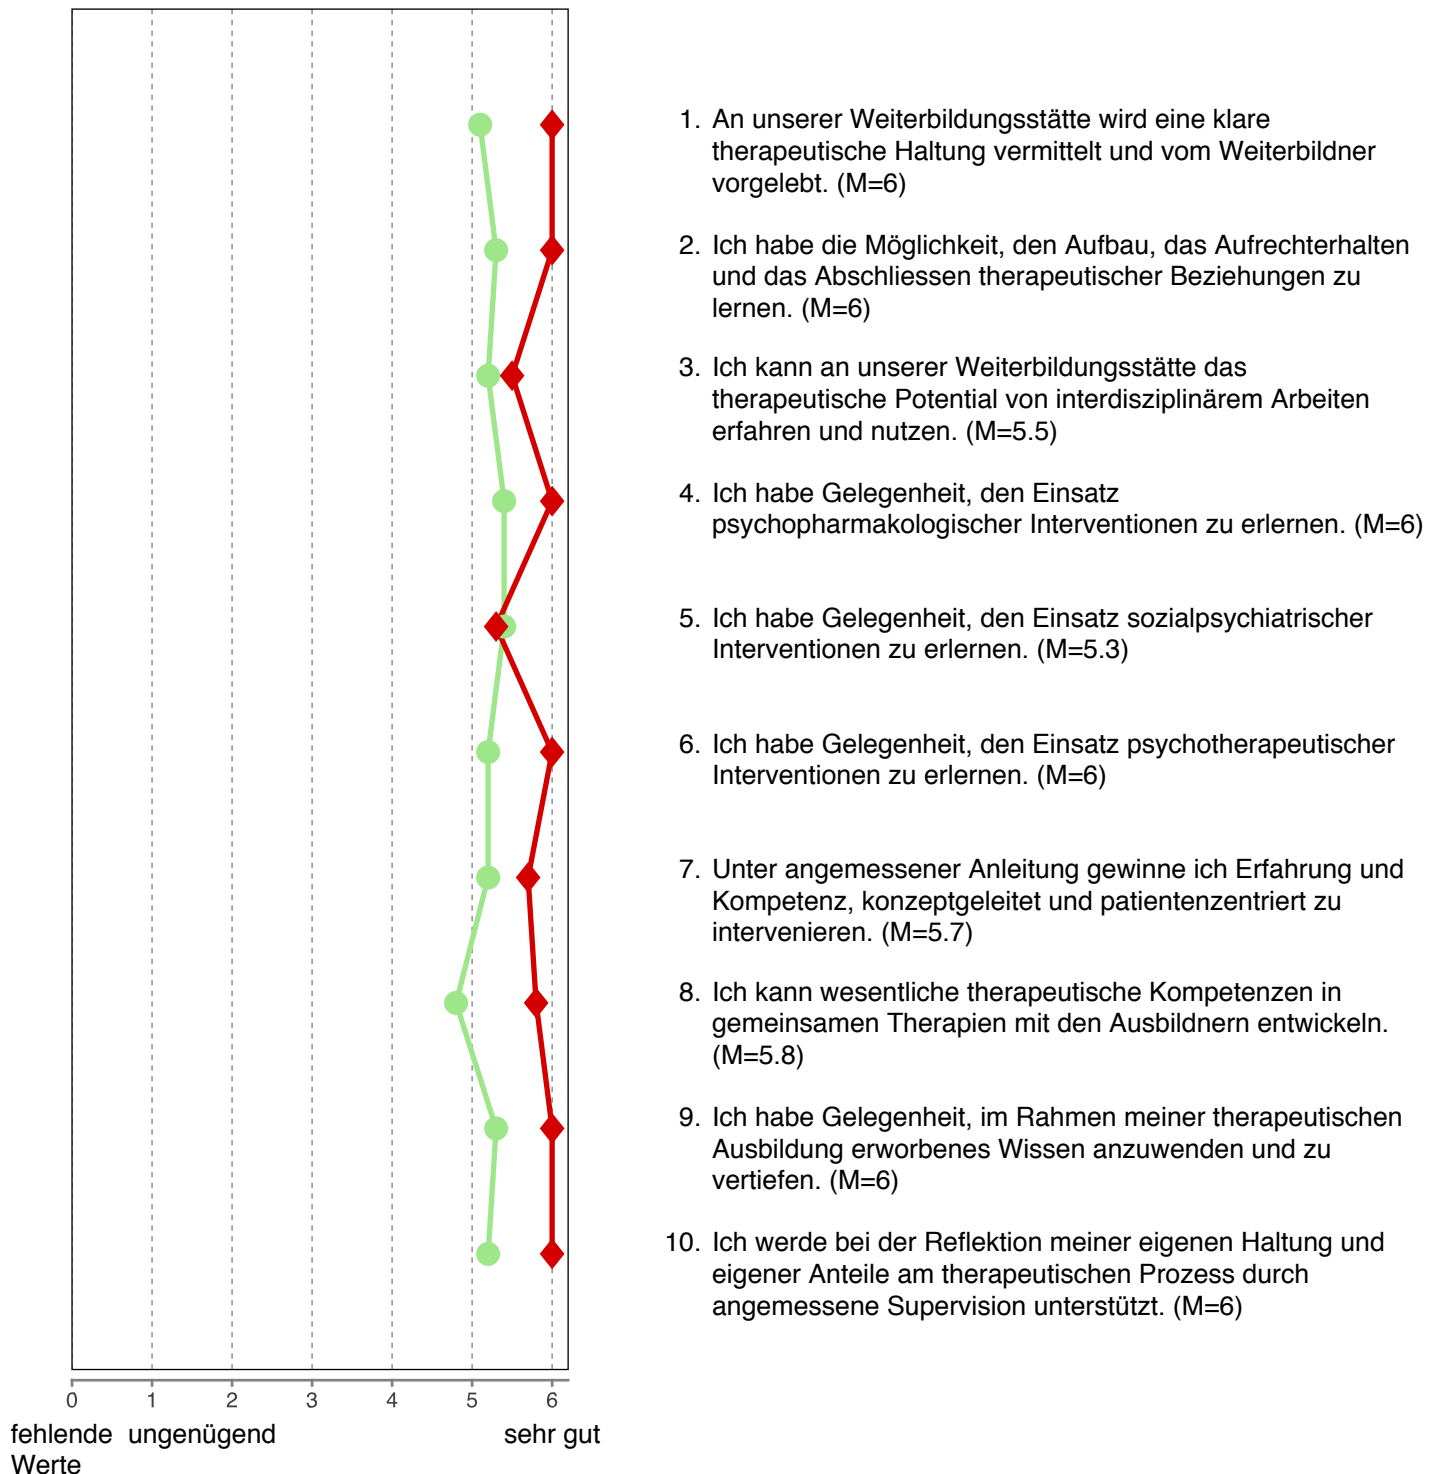 1. An unserer Weiterbildungsstätte wird eine klare
therapeutische Haltung vermittelt und vom Weiterbildner
vorgelebt. (M=6)
2. Ich habe die Möglichkeit, den Aufbau, das Aufrechterhalten
und das Abschliessen therapeutischer Beziehungen zu
lernen. (M=6)
3. Ich kann an unserer Weiterbildungsstätte das
therapeutische Potential von interdisziplinärem Arbeiten
erfahren und nutzen. (M=5.5)
4. Ich habe Gelegenheit, den Einsatz
psychopharmakologischer Interventionen zu erlernen. (M=6)
5. Ich habe Gelegenheit, den Einsatz sozialpsychiatrischer
Interventionen zu erlernen. (M=5.3)
6. Ich habe Gelegenheit, den Einsatz psychotherapeutischer
Interventionen zu erlernen. (M=6)
7. Unter angemessener Anleitung gewinne ich Erfahrung und
Kompetenz, konzeptgeleitet und patientenzentriert zu
intervenieren. (M=5.7)
8. Ich kann wesentliche therapeutische Kompetenzen in
gemeinsamen Therapien mit den Ausbildnern entwickeln.
(M=5.8)
9. Ich habe Gelegenheit, im Rahmen meiner therapeutischen
Ausbildung erworbenes Wissen anzuwenden und zu
vertiefen. (M=6)
10. Ich werde bei der Reflektion meiner eigenen Haltung und
eigener Anteile am therapeutischen Prozess durch
angemessene Supervision unterstützt. (M=6)
0 1 2 3 4 5 6
fehlende ungenügend sehr gut
Werte